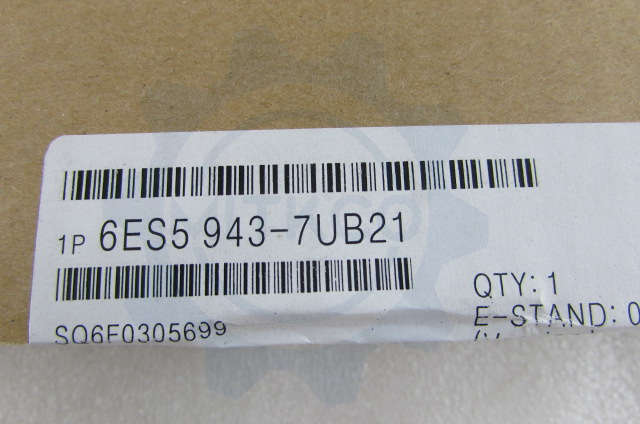 1P 6ES5 943-7UB21
QTY: 1
SQ6F0305699
E-STAND: 0